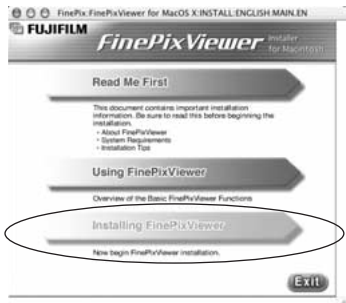 FinePix:FinePixViewer for MacOS X:INSTALL:ENGLISH:MAIN.EN
FUJIFILM
FinePixViewer Installer
for Macintosh
Read Me First
This document contains important installation
information. Be sure to read this before beginning the
installation.
- About FinePixViewer
- System Requirements
- Installation Tips
Using FinePixViewer
Overview of the Basic FinePixViewer Functions
Installing FinePixViewer
Now begin FinePixViewer installation.
Exit